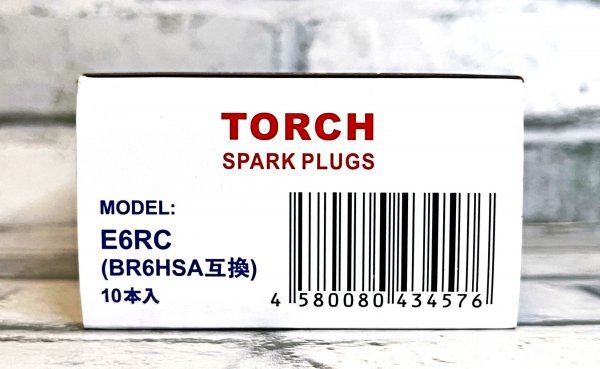 TORCH
SPARK PLUGS
MODEL:
E6RC
(BR6HSA互換)
10本入
4 580080 434576